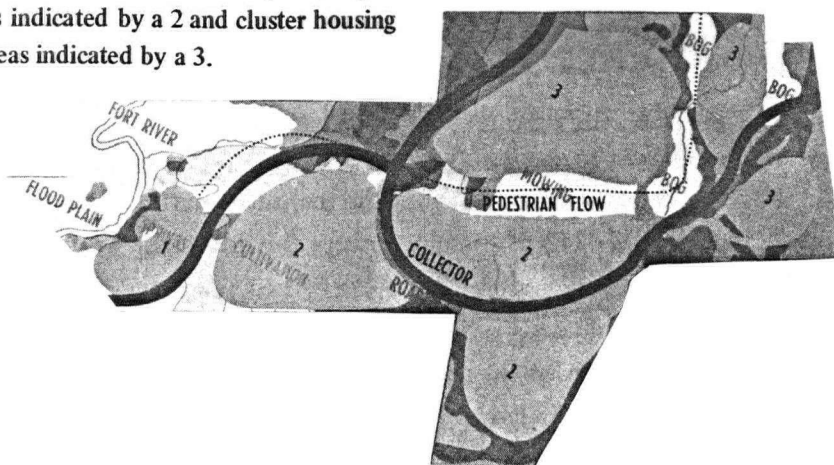 s indicated by a 2 and cluster housing
eas indicated by a 3.
BOG
3
BOG
3
FORT RIVER
MOWING
BOG
3
FLOOD PLAIN
PEDESTRIAN FLOW
1
2
CULTIVATION
COLLECTOR
2
ROAD
2